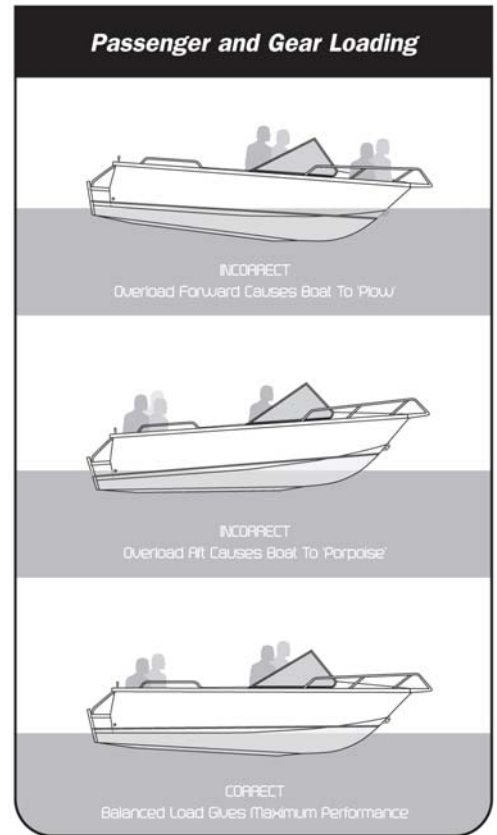 Passenger and Gear Loading
INCORRECT
Overload Forward Causes Boat To 'Plow'
INCORRECT
Overload Aft Causes Boat To 'Porpoise'
CORRECT
Balanced Load Gives Maximum Performance